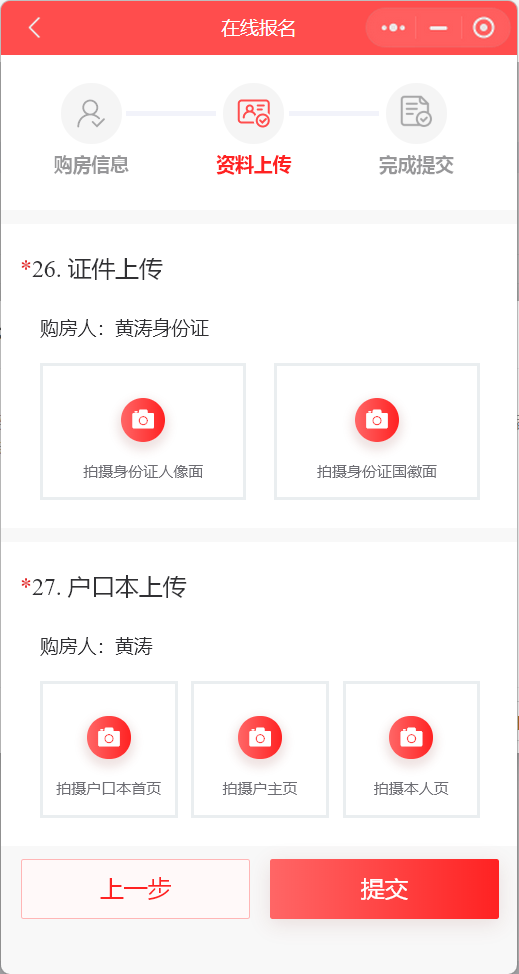 在线报名
购房信息
资料上传
完成提交
*26. 证件上传
购房人：黄涛身份证
拍摄身份证人像面
拍摄身份证国徽面
*27. 户口本上传
购房人：黄涛
拍摄户口本首页
拍摄户主页
拍摄本人页
上一步
提交